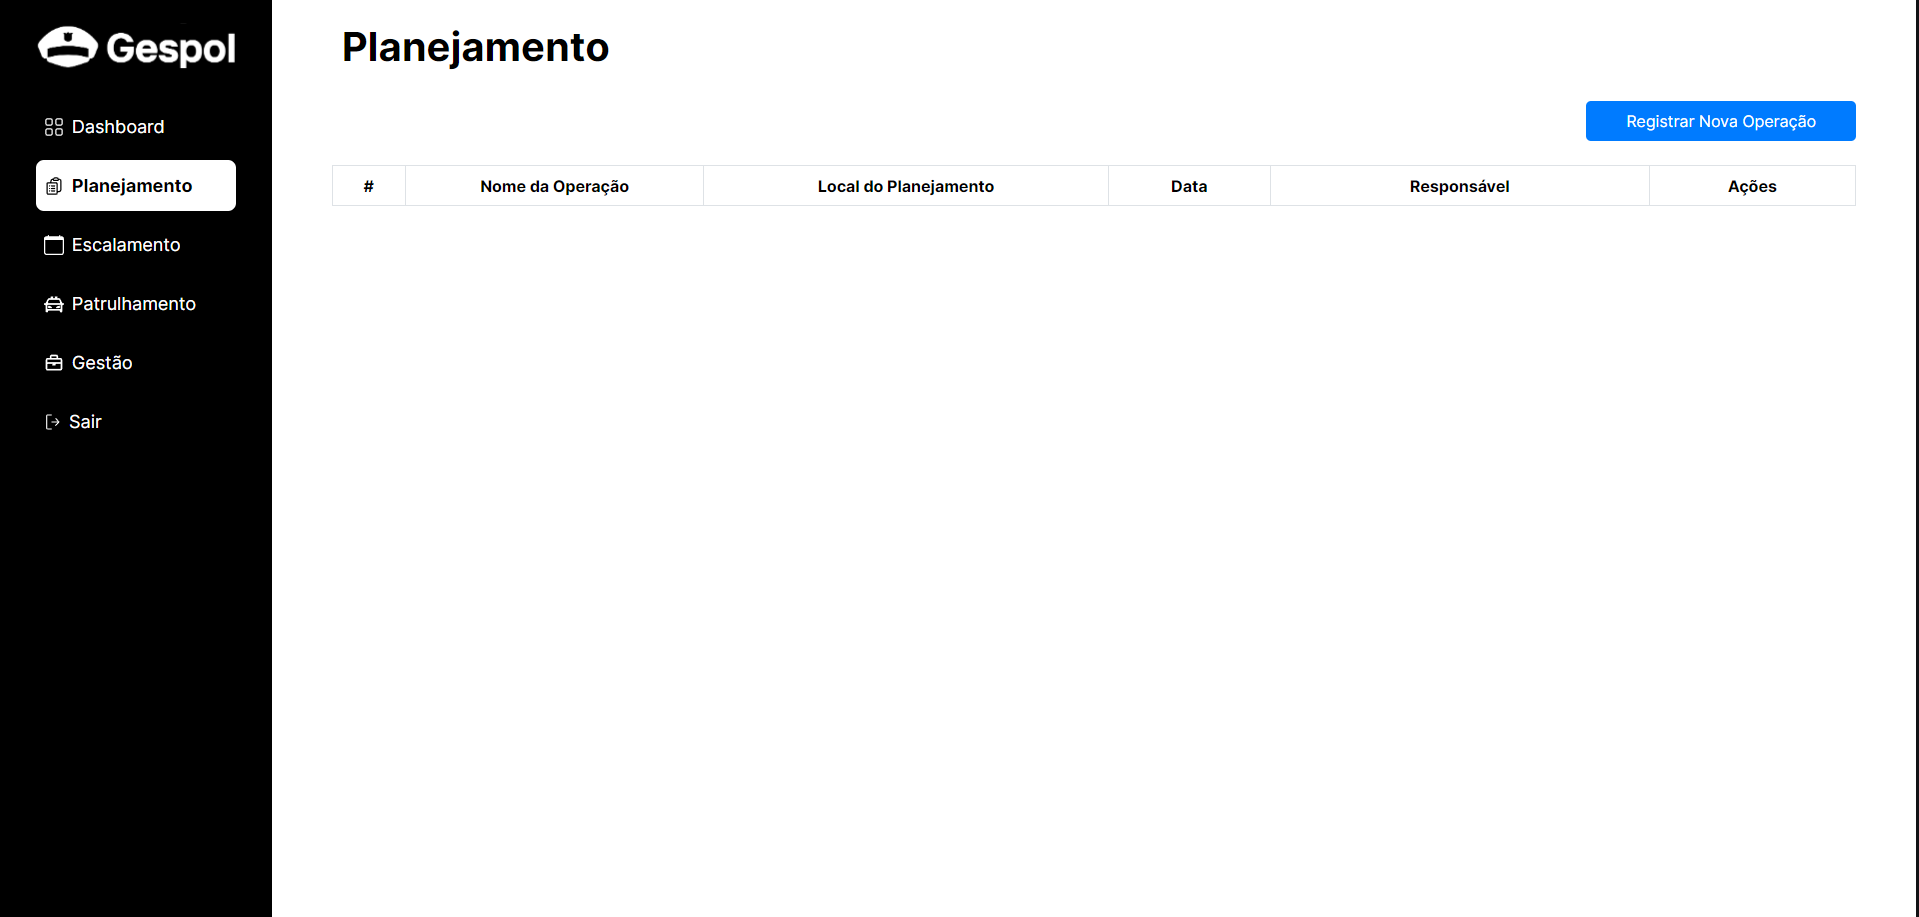 Gespol
Dashboard
Planejamento
Escalamento
Patrulhamento
Gestão
Sair
Planejamento
Registrar Nova Operação
# Nome da Operação Local do Planejamento Data Responsável Ações